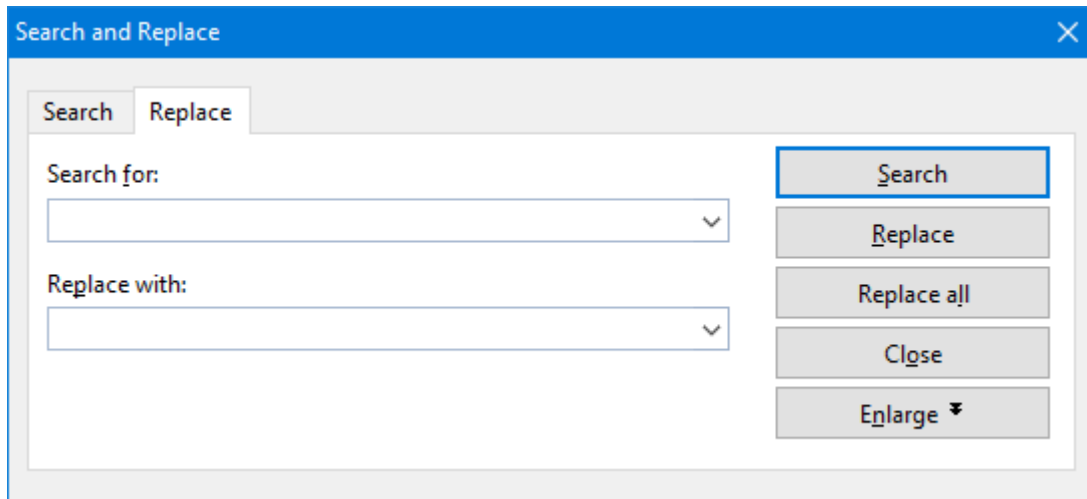 Search and Replace
Search Replace
Search for:
Search
Replace
Replace with:
Replace all
Close
Enlarge